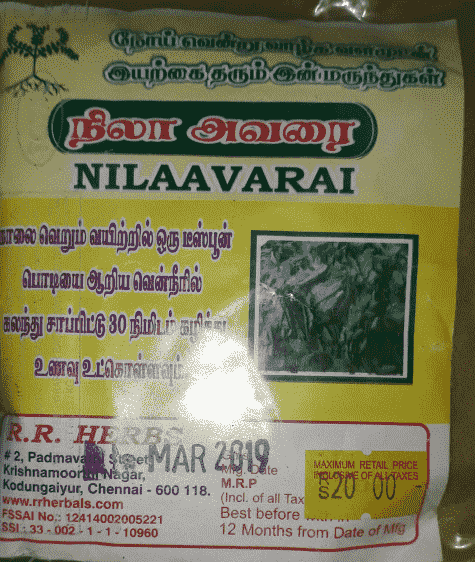 நோய் வென்று வாழ்க வளமுடன்
இயற்கை தரும் இன் மருந்துகள்
நிலா அவரை
NILAAVARAI
காலை வெறும் வயிற்றில் ஒரு டீஸ்பூன்
பொடியை ஆறிய வென்நீரில்
கலந்து சாப்பிட்டு 30 நிமிடம் கழித்து
உணவு உட்கொள்ளவும்
R.R. HERBS
# 2, Padmavathi Street,
Krishnamoorthi Nagar,
Kodungaiyur, Chennai - 600 118.
www.rrherbals.com
FSSAI No.: 12414002005221
SSI : 33 - 002 - 1 - 1 - 10960
MAR 2019
Mfg. Date
M.R.P
(Incl. of all Tax
Best before
12 Months from Date of Mfg
MAXIMUM RETAIL PRICE
INCLUSIVE OF ALL TAXES
20 00